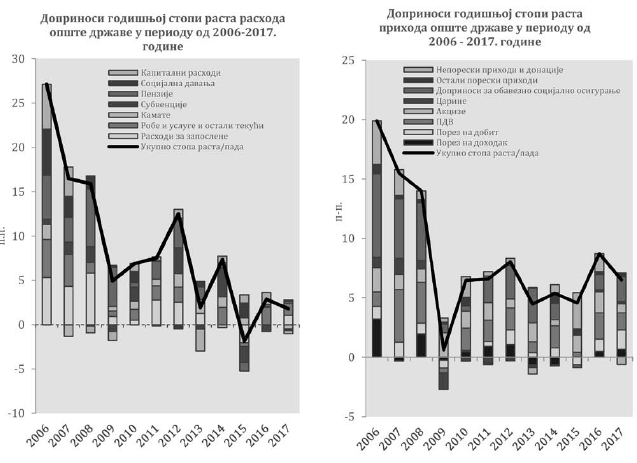 Доприноси годишњој стопи раста расхода
опште државе у периоду од 2006-2017.
године
30
25
20
15
10
5
0
-5
-10
п.п.
Капитални расходи
Социјална давања
Пензије
Субвенције
Камате
Робе и услуге и остали текући
Расходи за запослене
Укупно стопа раста/пада
2006
2007
2008
2009
2010
2011
2012
2013
2014
2015
2016
2017
Доприноси годишњој стопи раста
прихода опште државе у периоду од
2006 - 2017. године
25
20
15
10
5
0
-5
п-п.
Непорески приходи и донације
Остали порески приходи
Доприноси за обавезно социјално осигурање
Царине
Акцизе
ПДВ
Порез на добит
Порез на доходак
Укупно стопа раста/пада
2006
2007
2008
2009
2010
2011
2012
2013
2014
2015
2016
2017